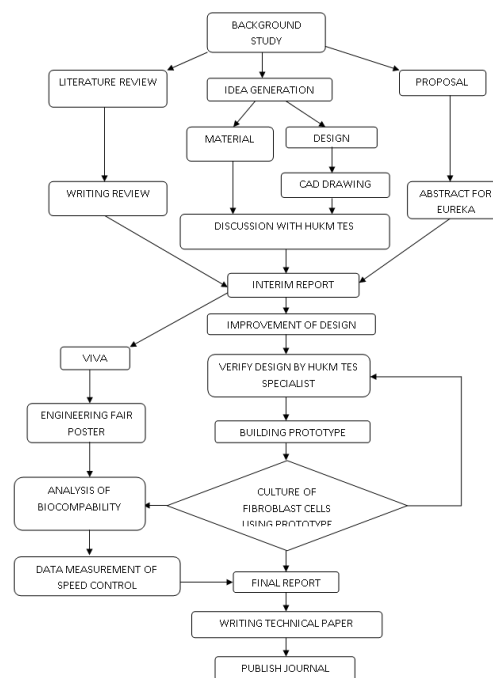 BACKGROUND
STUDY
LITERATURE REVIEW
IDEA GENERATION
PROPOSAL
MATERIAL
DESIGN
CAD DRAWING
WRITING REVIEW
ABSTRACT FOR
EUREKA
DISCUSSION WITH HUKM TES
INTERIM REPORT
IMPROVEMENT OF DESIGN
VIVA
VERIFY DESIGN BY HUKM TES
SPECIALIST
ENGINEERING FAIR
POSTER
BUILDING PROTOTYPE
ANALYSIS OF
BIOCOMPABILITY
CULTURE OF
FIBROBLAST CELLS
USING PROTOTYPE
DATA MEASUREMENT OF
SPEED CONTROL
FINAL REPORT
WRITING TECHNICAL PAPER
PUBLISH JOURNAL